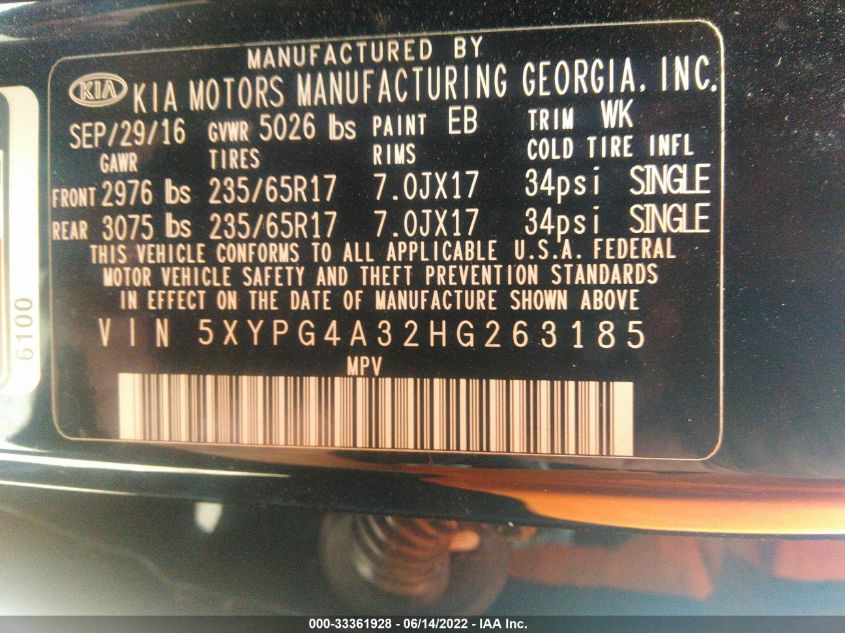 MANUFACTURED BY
KIA KIA MOTORS MANUFACTURING GEORGIA, INC.
SEP/29/16 GVWR 5026 lbs PAINT EB TRIM WK
GAWR TIRES RIMS COLD TIRE INFL
FRONT 2976 lbs 235/65R17 7.0JX17 34psi SINGLE
REAR 3075 lbs 235/65R17 7.0JX17 34psi SINGLE
THIS VEHICLE CONFORMS TO ALL APPLICABLE U.S.A. FEDERAL
MOTOR VEHICLE SAFETY AND THEFT PREVENTION STANDARDS
IN EFFECT ON THE DATE OF MANUFACTURE SHOWN ABOVE
VIN 5XYPG4A32HG263185
MPV
6100
000-33361928 - 06/14/2022 - IAA Inc.